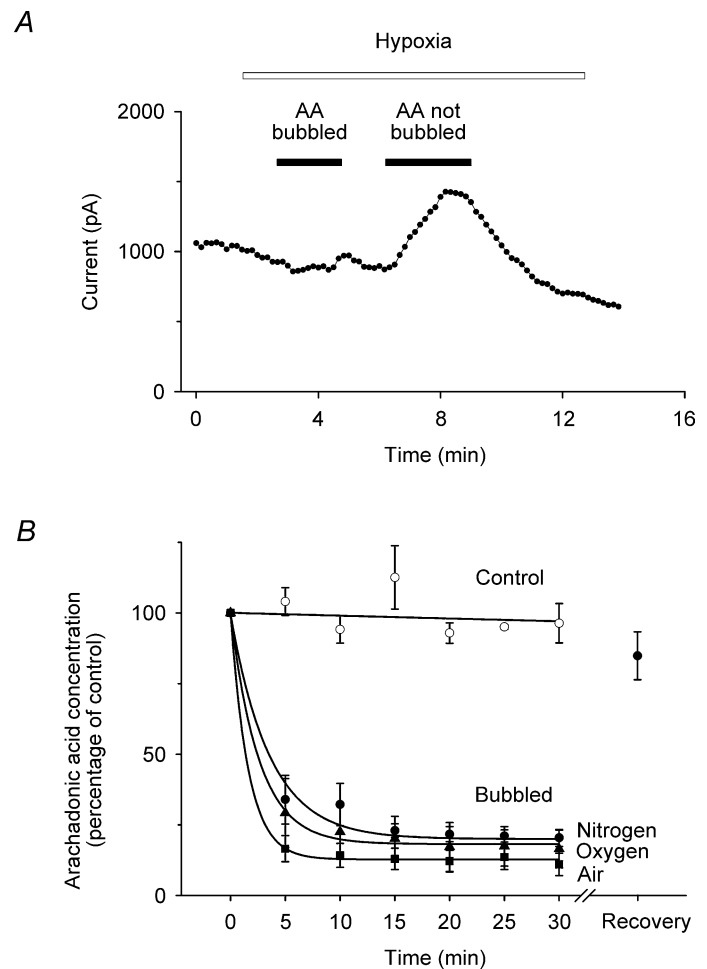 A
Hypoxia
AA
bubbled
AA not
bubbled
2000
1000
0
Current (pA)
0 4 8 12 16
Time (min)
B
Control
100
50
0
Arachadonic acid concentration
(percentage of control)
Bubbled
Nitrogen
Oxygen
Air
0 5 10 15 20 25 30 Recovery
Time (min)